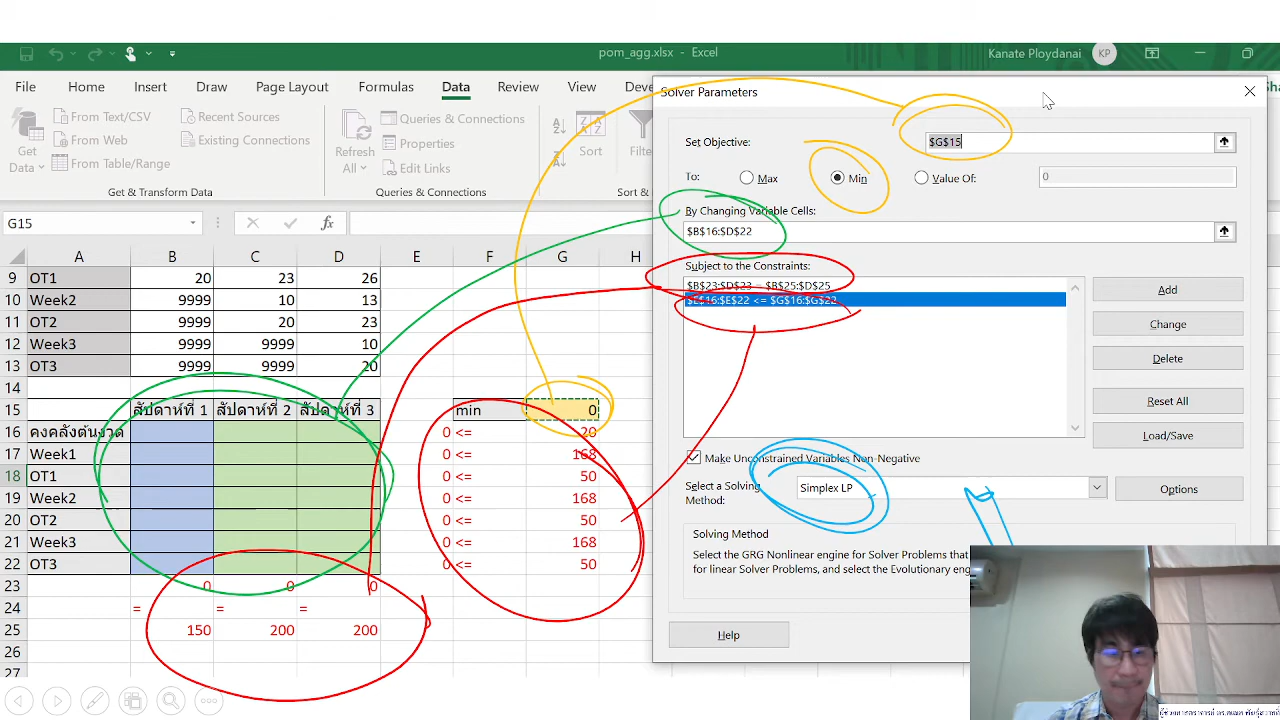 pom_agg.xlsx - Excel
Kanate Ploydanai
KP
File Home Insert Draw Page Layout Formulas Data Review View
Solver Parameters
From Text/CSV
From Web
From Table/Range
Get Data
Recent Sources
Existing Connections
Get & Transform Data
Refresh All
Queries & Connections
Properties
Edit Links
Queries & Connections
Sort
Set Objective:
$G$15
To:
Max
Min
Value Of:
0
By Changing Variable Cells:
$B$16:$D$22
Subject to the Constraints:
$B$23:$D$23 = $B$25:$D$25
$E$16:$E$22 <= $G$16:$G$22
Add
Change
Delete
Reset All
Load/Save
Make Unconstrained Variables Non-Negative
Select a Solving Method:
Simplex LP
Options
Solving Method
Select the GRG Nonlinear engine for Solver Problems that
for linear Solver Problems, and select the Evolutionary
Help
G15
fx
A B C D E F G H
9 OT1 20 23 26
10 Week2 9999 10 13
11 OT2 9999 20 23
12 Week3 9999 9999 10
13 OT3 9999 9999 20
14
15 สัปดาห์ที่ 1 สัปดาห์ที่ 2 สัปดาห์ที่ 3 min 0
16 คงคลังต้นงวด 0 <= 20
17 Week1 0 <= 168
18 OT1 0 <= 50
19 Week2 0 <= 168
20 OT2 0 <= 50
21 Week3 0 <= 168
22 OT3 0 <= 50
23 0 0 0
24 = = =
25 150 200 200
26
27